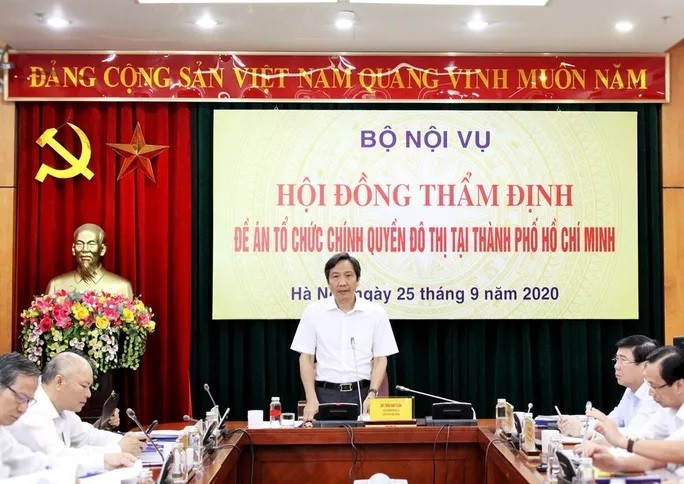 ĐẢNG CỘNG SẢN VIỆT NAM QUANG VINH MUÔN NĂM
BỘ NỘI VỤ
HỘI ĐỒNG THẨM ĐỊNH
ĐỀ ÁN TỔ CHỨC CHÍNH QUYỀN ĐÔ THỊ TẠI THÀNH PHỐ HỒ CHÍ MINH
Hà N ngày 25 tháng 9 năm 2020